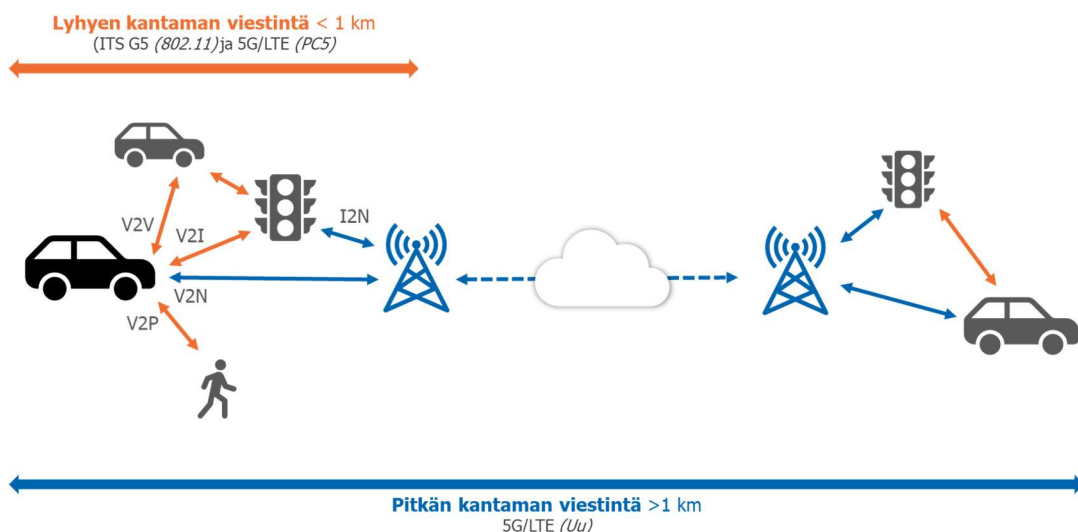 Lyhyen kantaman viestintä < 1 km
(ITS G5 (802.11) ja 5G/LTE (PC5)
V2V
V2I
I2N
V2N
V2P
Pitkän kantaman viestintä >1 km
5G/LTE (Uu)